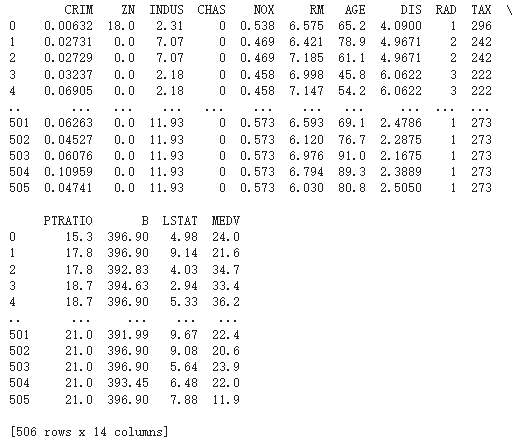 CRIM ZN INDUS CHAS NOX RM AGE DIS RAD TAX \
0 0.00632 18.0 2.31 0 0.538 6.575 65.2 4.0900 1 296
1 0.02731 0.0 7.07 0 0.469 6.421 78.9 4.9671 2 242
2 0.02729 0.0 7.07 0 0.469 7.185 61.1 4.9671 2 242
3 0.03237 0.0 2.18 0 0.458 6.998 45.8 6.0622 3 222
4 0.06905 0.0 2.18 0 0.458 7.147 54.2 6.0622 3 222
.. ... ... ... ... ... ... ... ... ... ...
501 0.06263 0.0 11.93 0 0.573 6.593 69.1 2.4786 1 273
502 0.04527 0.0 11.93 0 0.573 6.120 76.7 2.2875 1 273
503 0.06076 0.0 11.93 0 0.573 6.976 91.0 2.1675 1 273
504 0.10959 0.0 11.93 0 0.573 6.794 89.3 2.3889 1 273
505 0.04741 0.0 11.93 0 0.573 6.030 80.8 2.5050 1 273
PTRATIO B LSTAT MEDV
0 15.3 396.90 4.98 24.0
1 17.8 396.90 9.14 21.6
2 17.8 392.83 4.03 34.7
3 18.7 394.63 2.94 33.4
4 18.7 396.90 5.33 36.2
.. ... ... ... ...
501 21.0 391.99 9.67 22.4
502 21.0 396.90 9.08 20.6
503 21.0 396.90 5.64 23.9
504 21.0 393.45 6.48 22.0
505 21.0 396.90 7.88 11.9
[506 rows x 14 columns]